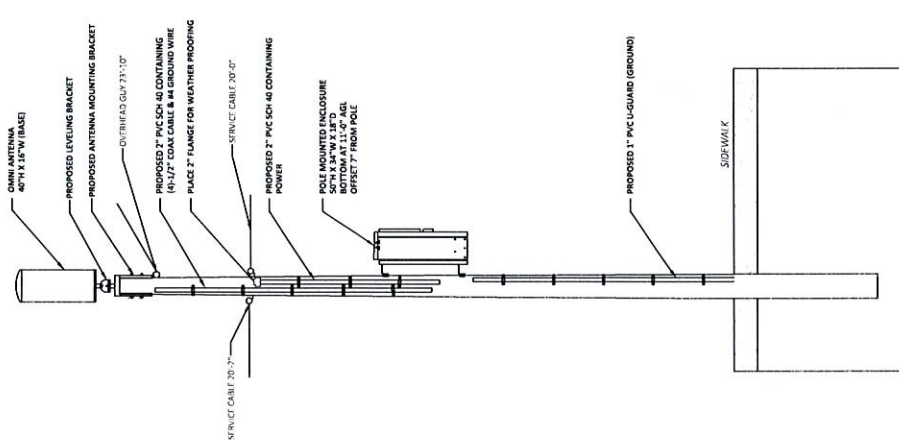 OMNI ANTENNA
40"H X 16"W (BASE)
PROPOSED LEVELING BRACKET
PROPOSED ANTENNA MOUNTING BRACKET
OVERHEAD GUY 23'-10"
PROPOSED 2" PVC SCH 40 CONTAINING
(4)-1/2" COAX CABLE & #4 GROUND WIRE
PLACE 2" FLANGE FOR WEATHER PROOFING
SERVICE CABLE 20'-0"
SERVICE CABLE 20'-2"
PROPOSED 2" PVC SCH 40 CONTAINING
POWER
POLE MOUNTED ENCLOSURE
50"H X 34"W X 18"D
BOTTOM AT 11'-0" AGL
OFFSET 7" FROM POLE
PROPOSED 1" PVC U-GUARD (GROUND)
SIDEWALK